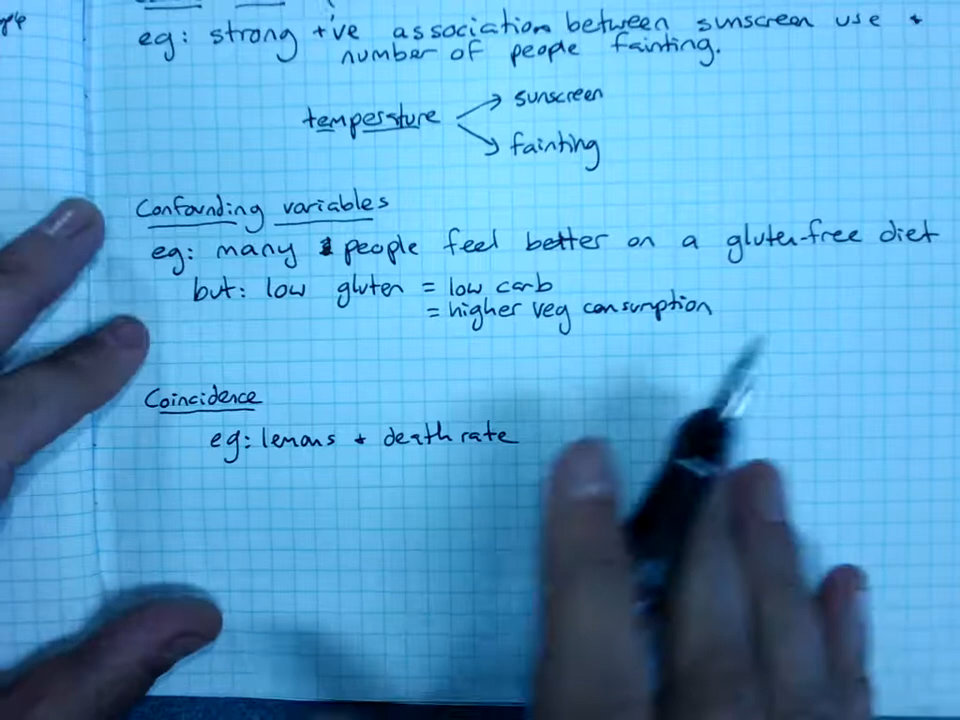 eg: strong +'ve association between sunscreen use +
number of people fainting.
temperature
sunscreen
fainting
Confounding variables
eg: many people feel better on a gluten-free diet
but: low gluten = low carb
= higher veg consumption
Coincidence
eg: lemons + death rate